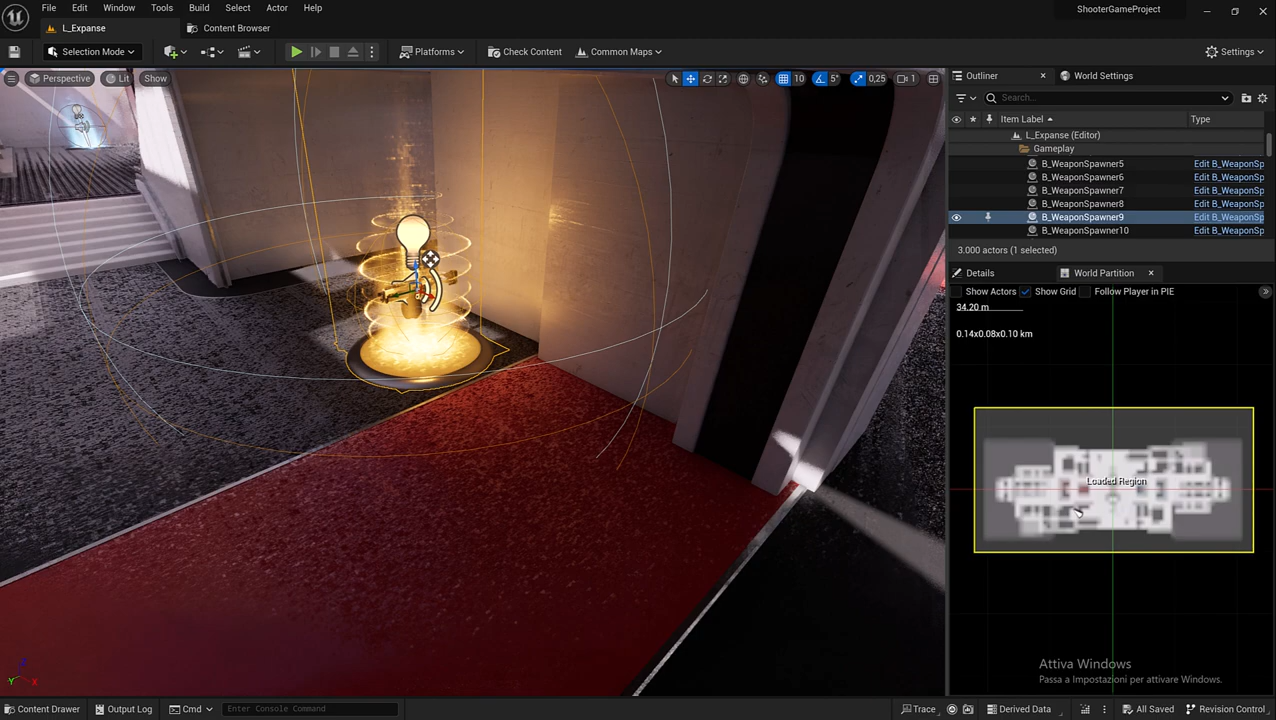 File Edit Window Tools Build Select Actor Help
ShooterGameProject
L_Expanse
Content Browser
Selection Mode
Platforms
Check Content
Common Maps
Settings
Perspective
Lit
Show
10
5°
0,25
1
Outliner
World Settings
Search...
Item Label
Type
L_Expanse (Editor)
Gameplay
B_WeaponSpawner5 Edit B_WeaponSp
B_WeaponSpawner6 Edit B_WeaponSp
B_WeaponSpawner7 Edit B_WeaponSp
B_WeaponSpawner8 Edit B_WeaponSp
B_WeaponSpawner9 Edit B_WeaponSp
B_WeaponSpawner10 Edit B_WeaponSp
3.000 actors (1 selected)
Details
World Partition
Show Actors Show Grid Follow Player in PIE
34.20 m
0.14x0.08x0.10 km
Loaded Region
Attiva Windows
Passa a Impostazioni per attivare Windows.
Content Drawer
Output Log
Cmd
Enter Console Command
Trace
Derived Data
All Saved
Revision Control